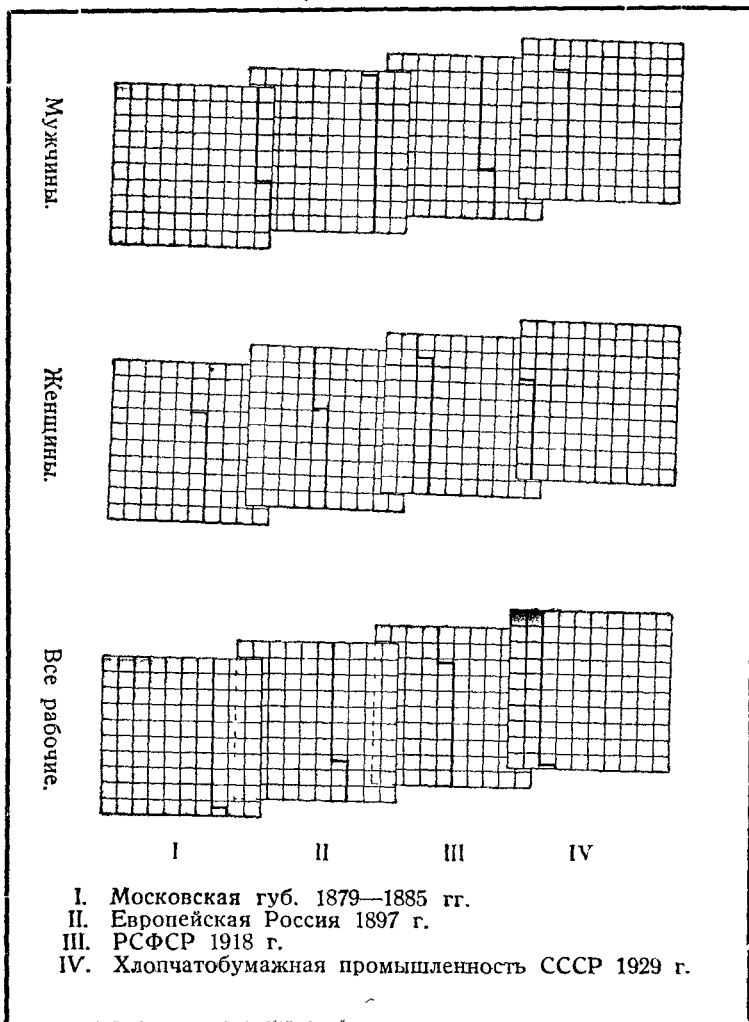 Мужчины.
Женщины.
Все рабочие.
I II III IV
I. Московская губ. 1879—1885 гг.
II. Европейская Россия 1897 г.
III. РСФСР 1918 г.
IV. Хлопчатобумажная промышленность СССР 1929 г.